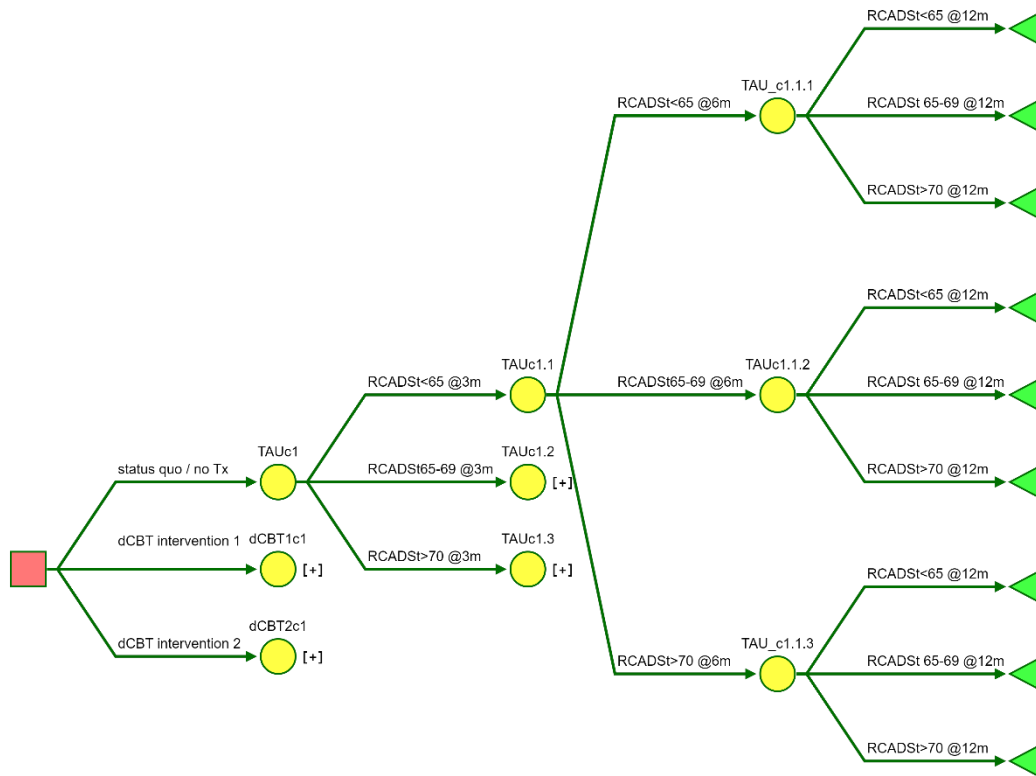 RCADSt<65 @12m
TAU_c1.1.1
RCADSt<65 @6m
RCADSt 65-69 @12m
RCADSt>70 @12m
RCADSt<65 @12m
TAUc1.1
TAUc1.1.2
RCADSt<65 @3m
RCADSt65-69 @6m
RCADSt 65-69 @12m
TAUc1
TAUc1.2
status quo / no Tx
RCADSt65-69 @3m
[+]
RCADSt>70 @12m
dCBT intervention 1
dCBT1c1
TAUc1.3
[+]
RCADSt>70 @3m
[+]
RCADSt<65 @12m
dCBT intervention 2
dCBT2c1
[+]
TAU_c1.1.3
RCADSt>70 @6m
RCADSt 65-69 @12m
RCADSt>70 @12m